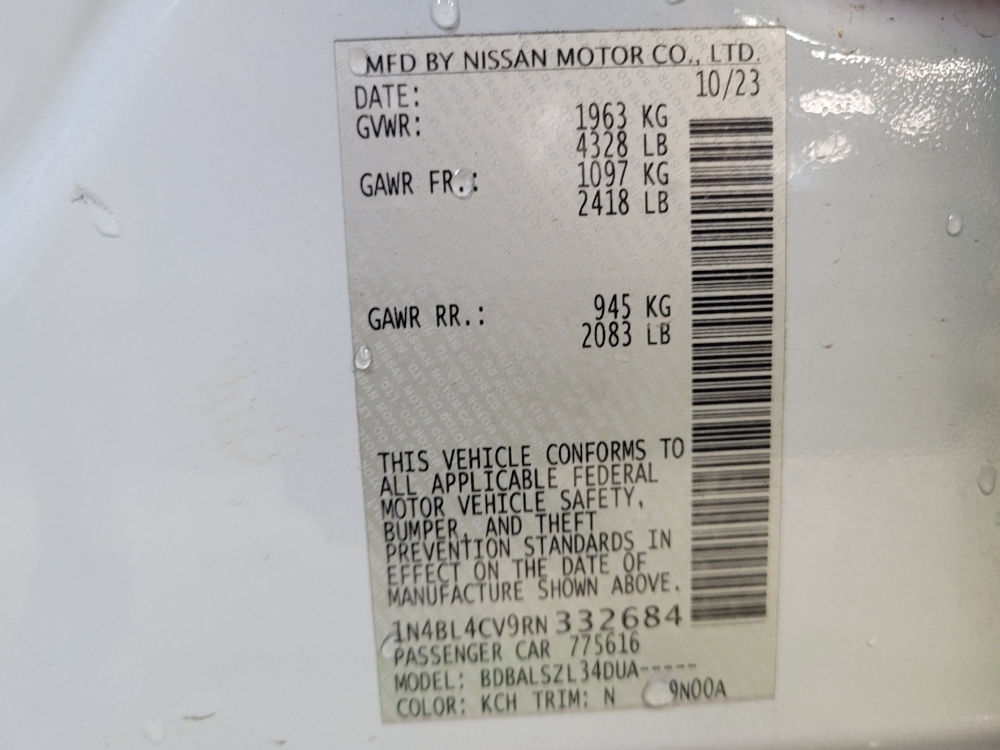 MFD BY NISSAN MOTOR CO., LTD.
DATE: 10/23
GVWR: 1963 KG
4328 LB
GAWR FR.: 1097 KG
2418 LB
GAWR RR.: 945 KG
2083 LB
THIS VEHICLE CONFORMS TO
ALL APPLICABLE FEDERAL
MOTOR VEHICLE SAFETY,
BUMPER, AND THEFT
PREVENTION STANDARDS IN
EFFECT ON THE DATE OF
MANUFACTURE SHOWN ABOVE.
1N4BL4CV9RN 332684
PASSENGER CAR 775616
MODEL: BDBALSZL34DUA-----
COLOR: KCH TRIM: N 9N00A